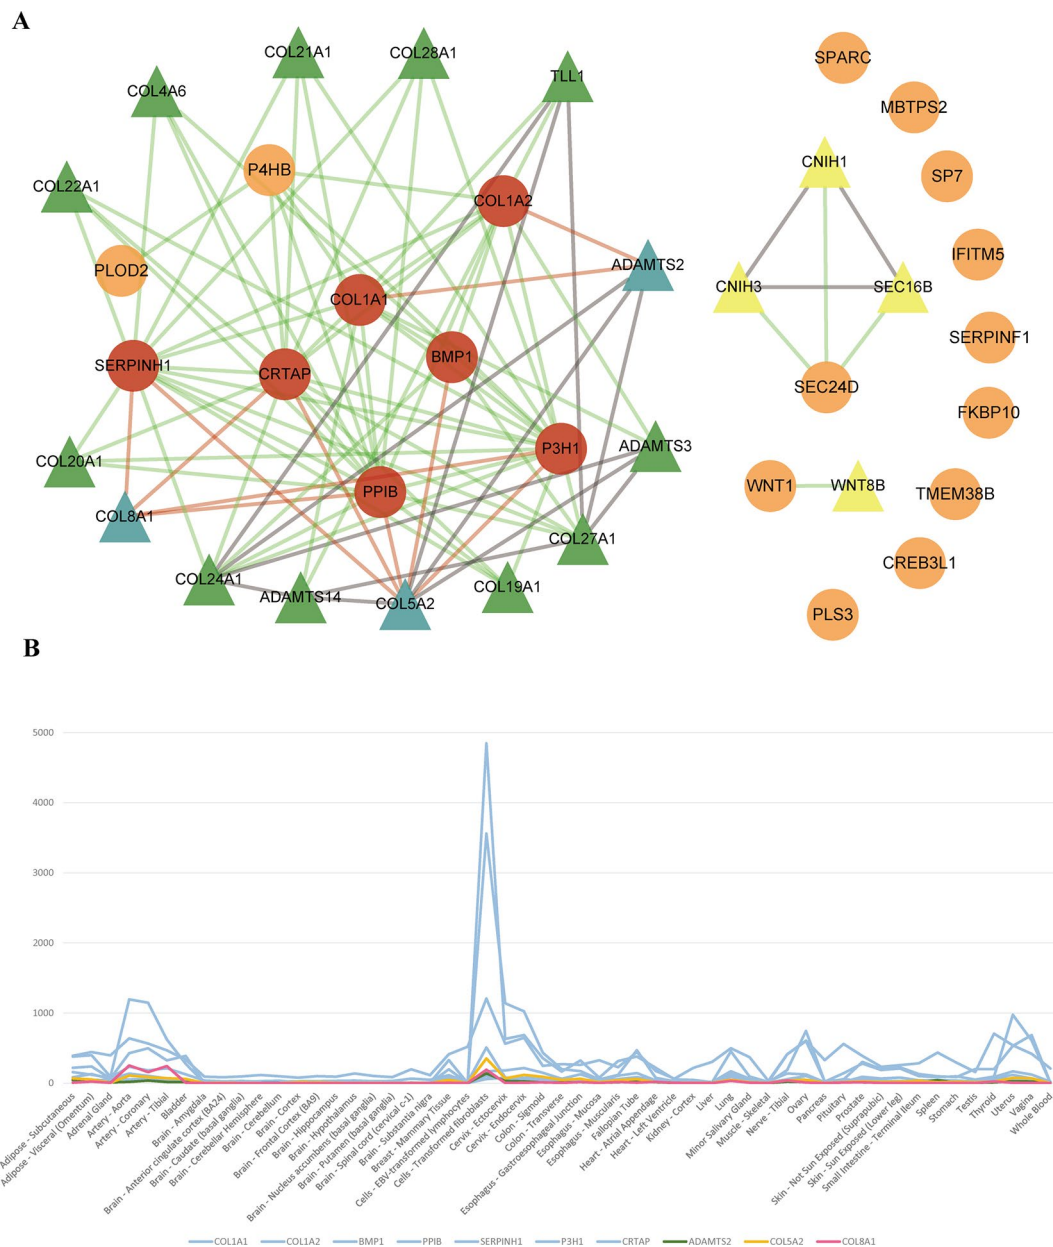 A
COL21A1
COL28A1
SPARC
TLL1
COL4A6
MBTPS2
CNIH1
P4HB
SP7
COL22A1
COL1A2
IFITM5
ADAMTS2
PLOD2
CNIH3
SEC16B
COL1A1
SERPINF1
BMP1
SERPINH1
CRTAP
SEC24D
FKBP10
P3H1
ADAMTS3
COL20A1
WNT1
WNT8B
PPIB
TMEM38B
COL8A1
COL27A1
CREB3L1
COL24A1
COL19A1
ADAMTS14
COL5A2
PLS3
B
5000
4000
3000
2000
1000
0
Adipose - Subcutaneous
Adipose - Visceral (Omentum)
Adrenal Gland
Artery - Aorta
Artery - Coronary
Artery - Tibial
Bladder
Brain - Amygdala
Brain - Anterior cingulate cortex (BA24)
Brain - Caudate (basal ganglia)
Brain - Cerebellar Hemisphere
Brain - Cerebellum
Brain - Cortex
Brain - Frontal Cortex (BA9)
Brain - Hippocampus
Brain - Hypothalamus
Brain - Nucleus accumbens (basal ganglia)
Brain - Putamen (basal ganglia)
Brain - Spinal cord (cervical c-1)
Brain - Substantia nigra
Breast - Mammary Tissue
Cells - EBV-transformed lymphocytes
Cells - Transformed fibroblasts
Cervix - Ectocervix
Cervix - Endocervix
Colon - Sigmoid
Colon - Transverse
Esophagus - Gastroesophageal Junction
Esophagus - Mucosa
Esophagus - Muscularis
Fallopian Tube
Heart - Atrial Appendage
Heart - Left Ventricle
Kidney - Cortex
Liver
Lung
Minor Salivary Gland
Muscle - Skeletal
Nerve - Tibial
Ovary
Pancreas
Pituitary
Prostate
Skin - Not Sun Exposed (Suprapubic)
Skin - Sun Exposed (Lower leg)
Small Intestine - Terminal Ileum
Spleen
Stomach
Testis
Thyroid
Uterus
Vagina
Whole Blood
COL1A1 COL1A2 BMP1 PPIB SERPINH1 P3H1 CRTAP ADAMTS2 COL5A2 COL8A1